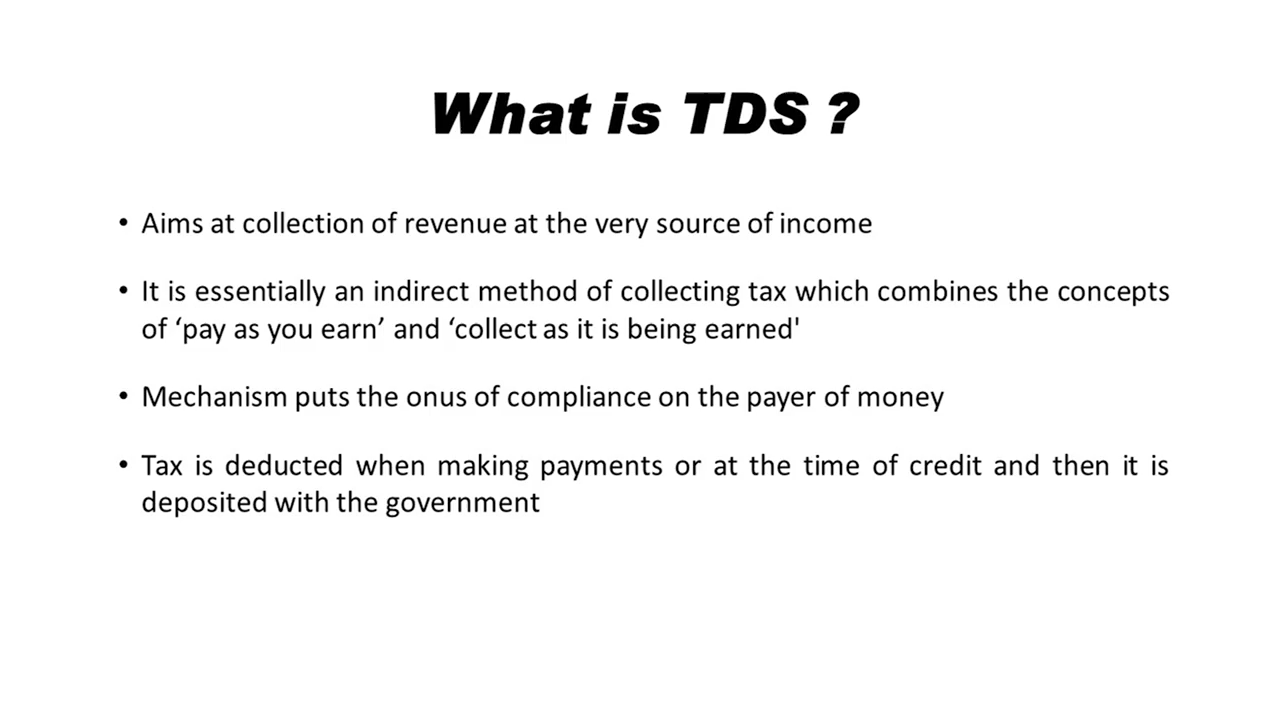 What is TDS ?
• Aims at collection of revenue at the very source of income
• It is essentially an indirect method of collecting tax which combines the concepts
of ‘pay as you earn’ and ‘collect as it is being earned'
• Mechanism puts the onus of compliance on the payer of money
• Tax is deducted when making payments or at the time of credit and then it is
deposited with the government